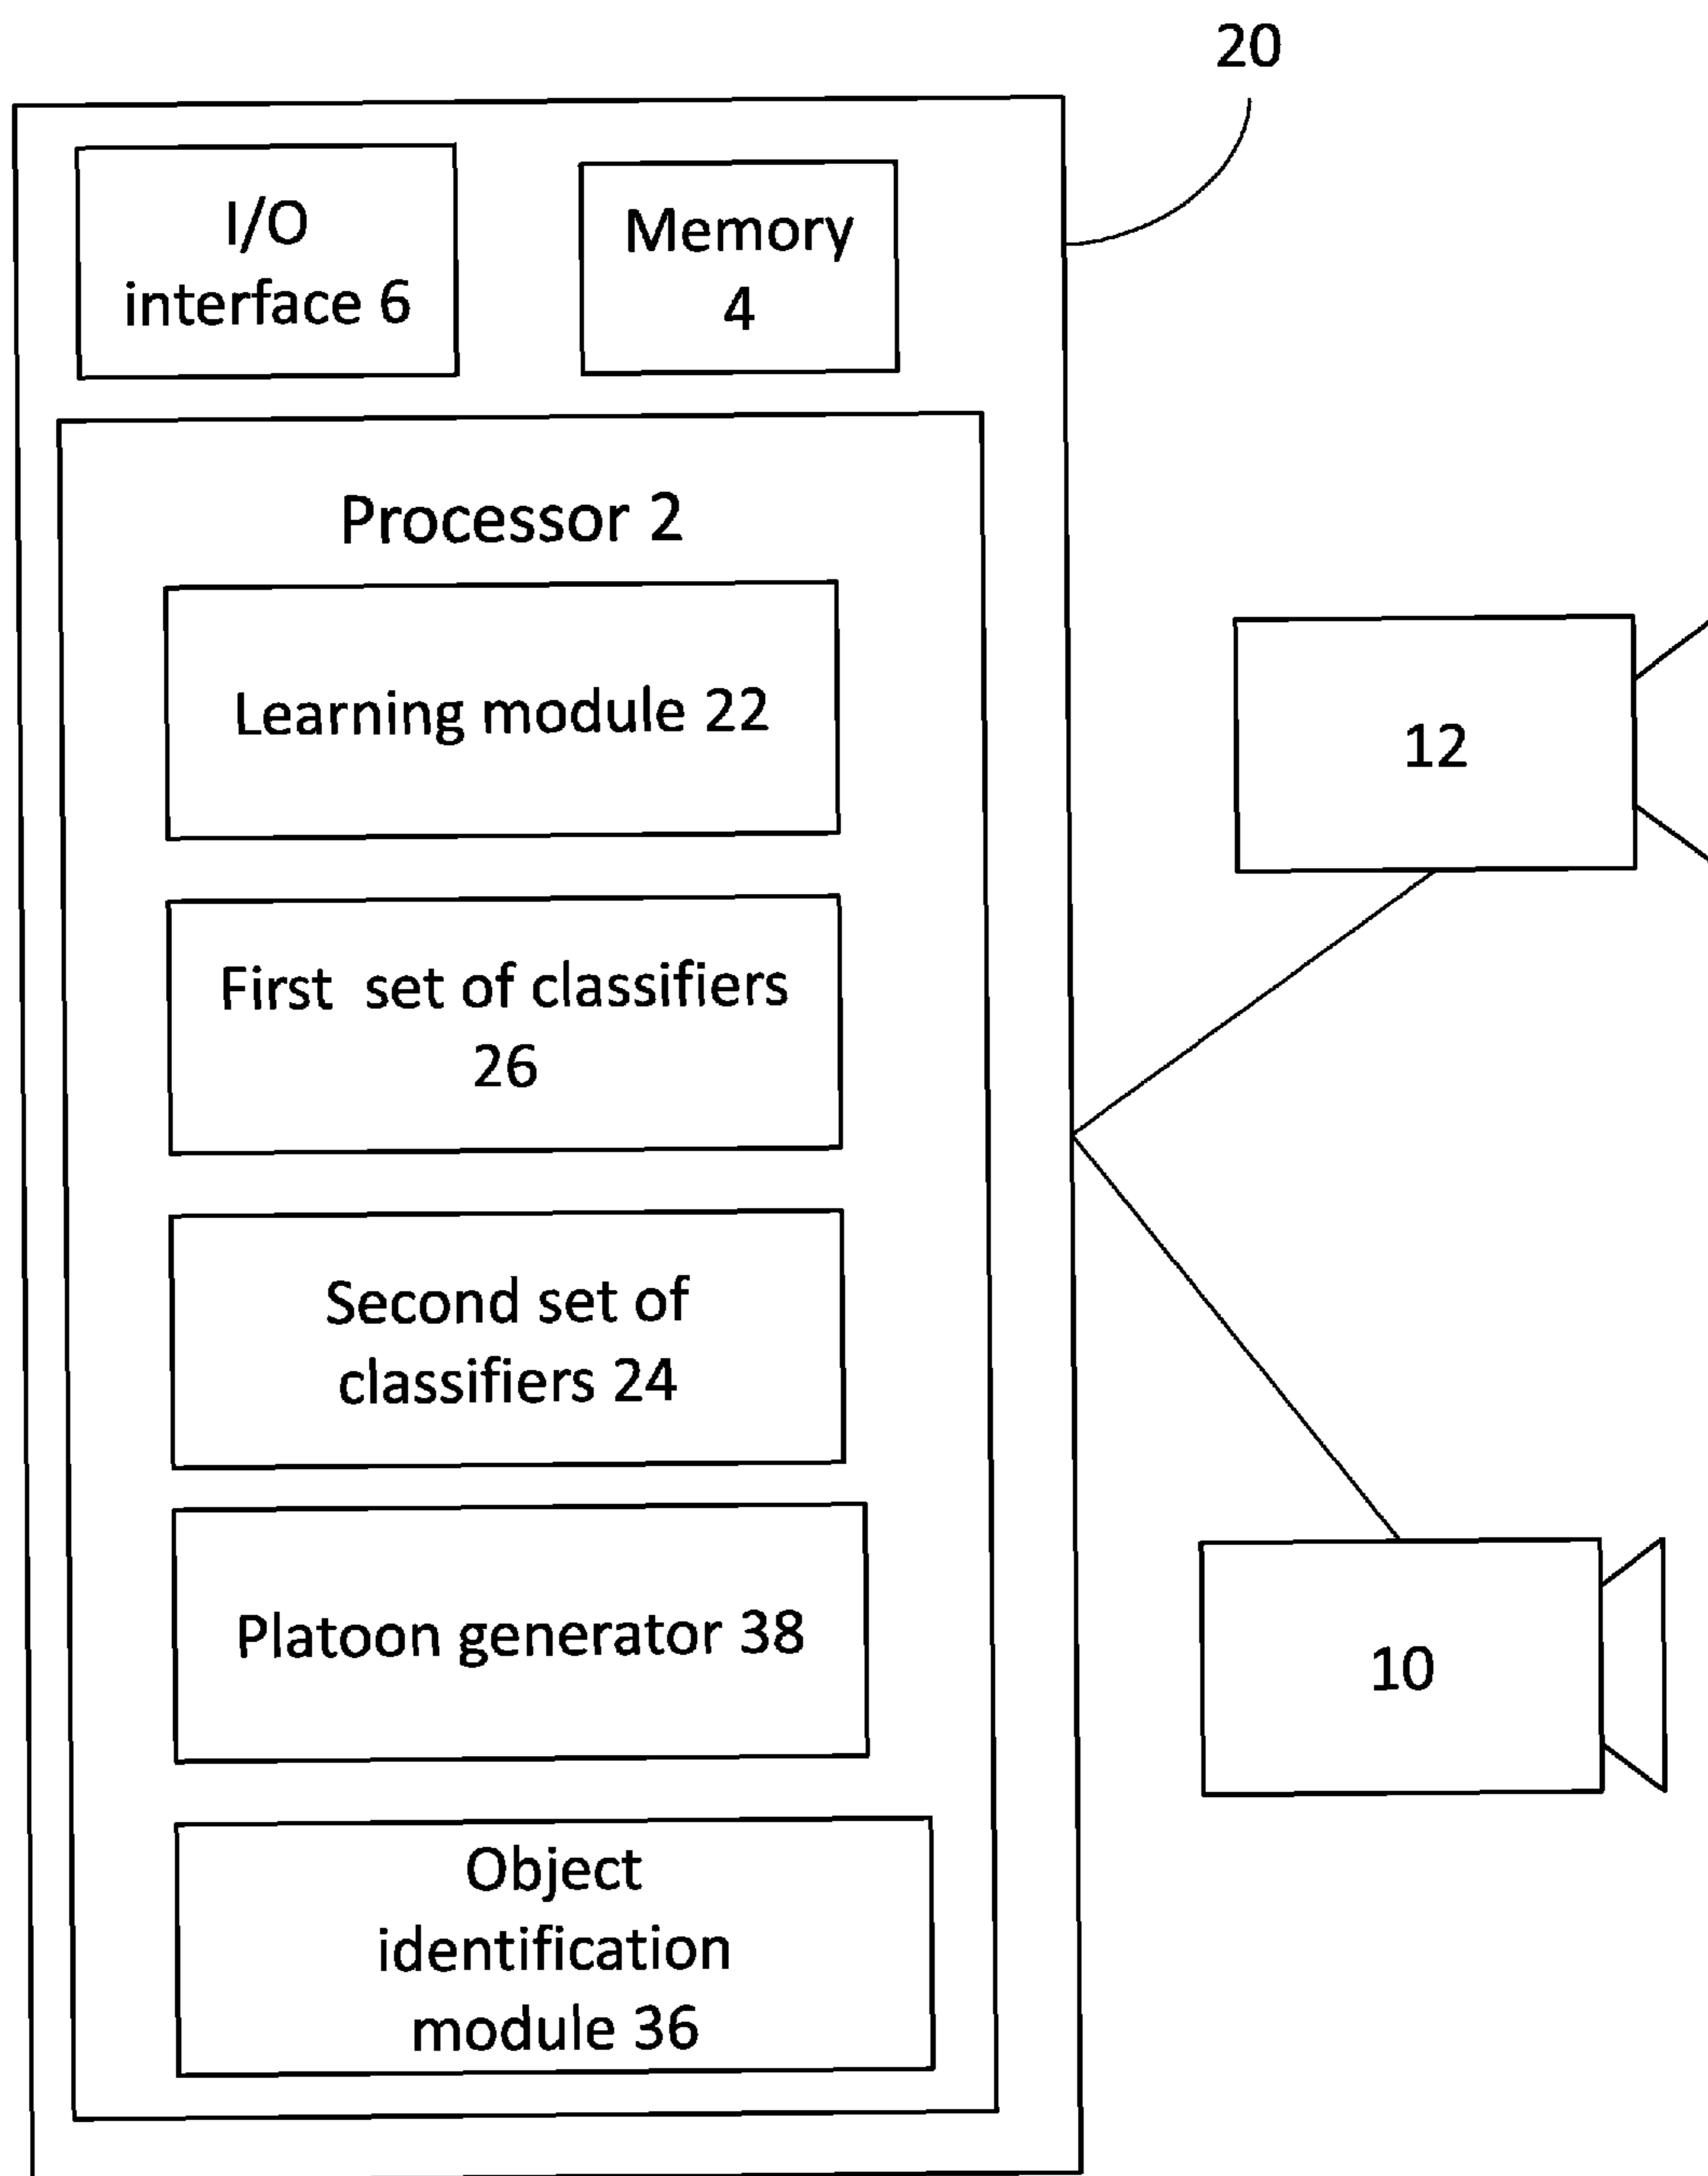 20
I/O
interface 6
Memory
4
Processor 2
Learning module 22
First set of classifiers
26
Second set of
classifiers 24
Platoon generator 38
Object
identification
module 36
12
10